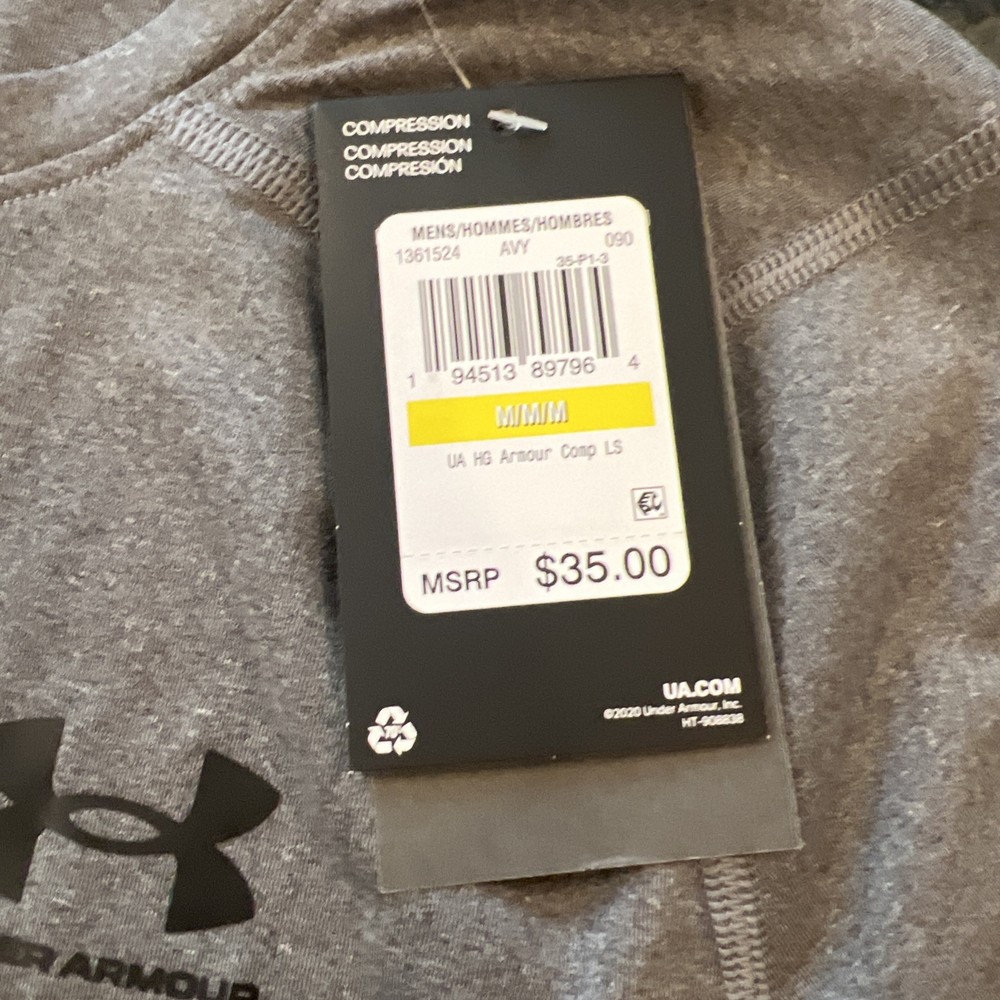 COMPRESSION
COMPRESSION
COMPRESIÓN
MENS/HOMMES/HOMBRES
1361524 AVY 090
35-P1-3
1 94513 89796 4
M/M/M
UA HG Armour Comp LS
MSRP $35.00
UA.COM
©2020 Under Armour, Inc.
HT-908838
ER ARMOUR